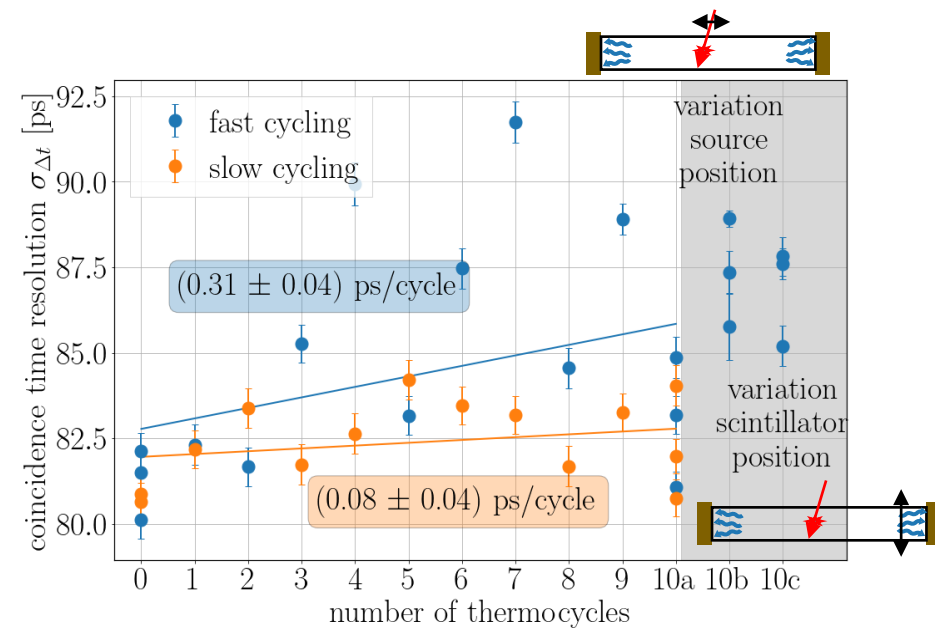 92.5
90.0
87.5
85.0
82.5
80.0
coincidence time resolution σΔt [ps]
fast cycling
slow cycling
(0.31 ± 0.04) ps/cycle
(0.08 ± 0.04) ps/cycle
variation
source
position
variation
scintillator
position
0 1 2 3 4 5 6 7 8 9 10a 10b 10c
number of thermocycles